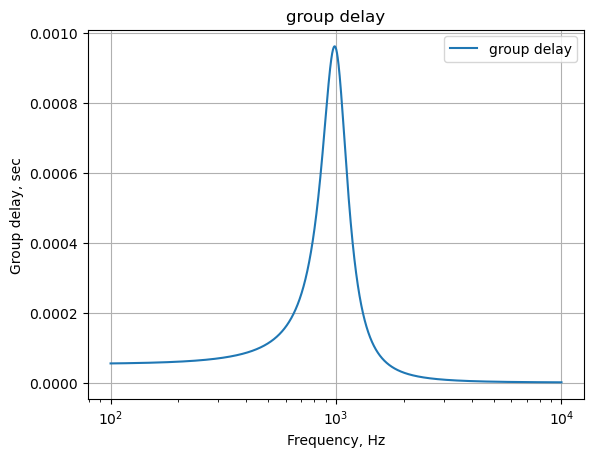 group delay
group delay
0.0010
0.0008
0.0006
0.0004
0.0002
0.0000
Group delay, sec
10²
10³
10⁴
Frequency, Hz